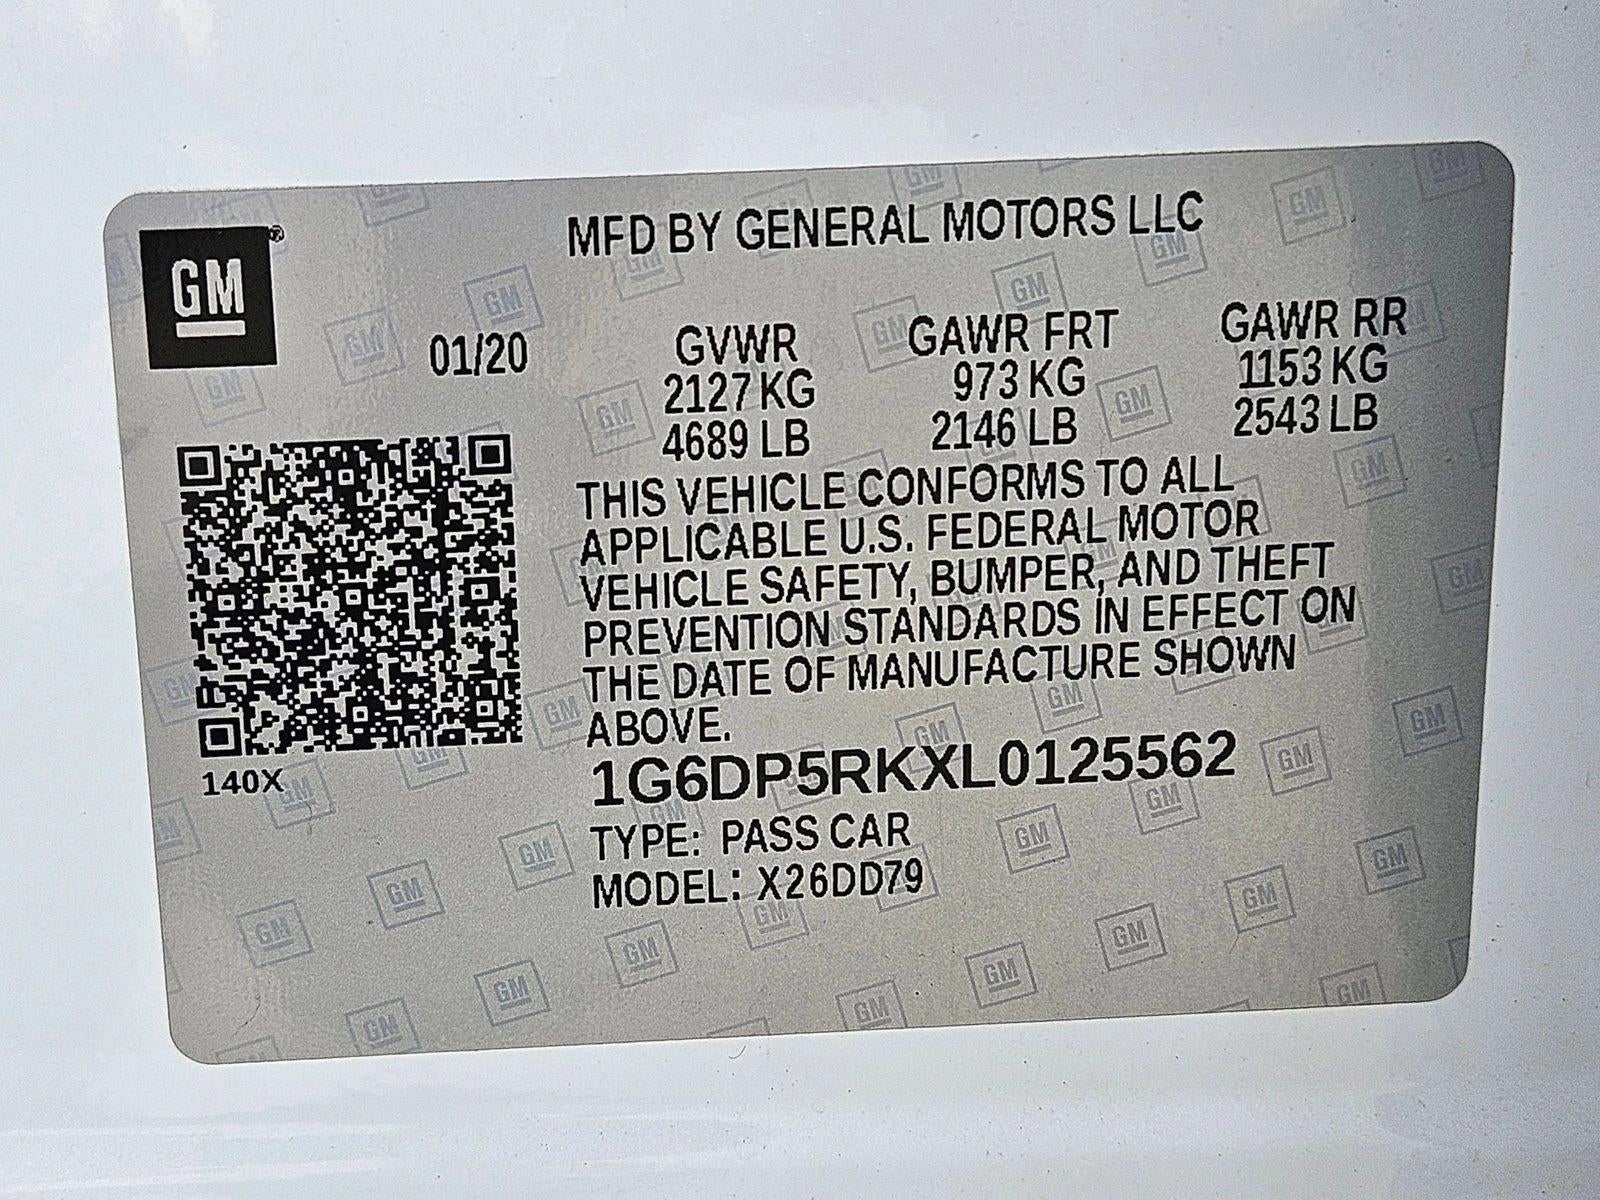 GM
MFD BY GENERAL MOTORS LLC
01/20
GVWR GAWR FRT GAWR RR
2127 KG 973 KG 1153 KG
4689 LB 2146 LB 2543 LB
THIS VEHICLE CONFORMS TO ALL
APPLICABLE U.S. FEDERAL MOTOR
VEHICLE SAFETY, BUMPER, AND THEFT
PREVENTION STANDARDS IN EFFECT ON
THE DATE OF MANUFACTURE SHOWN
ABOVE.
140X
1G6DP5RKXL0125562
TYPE: PASS CAR
MODEL: X26DD79